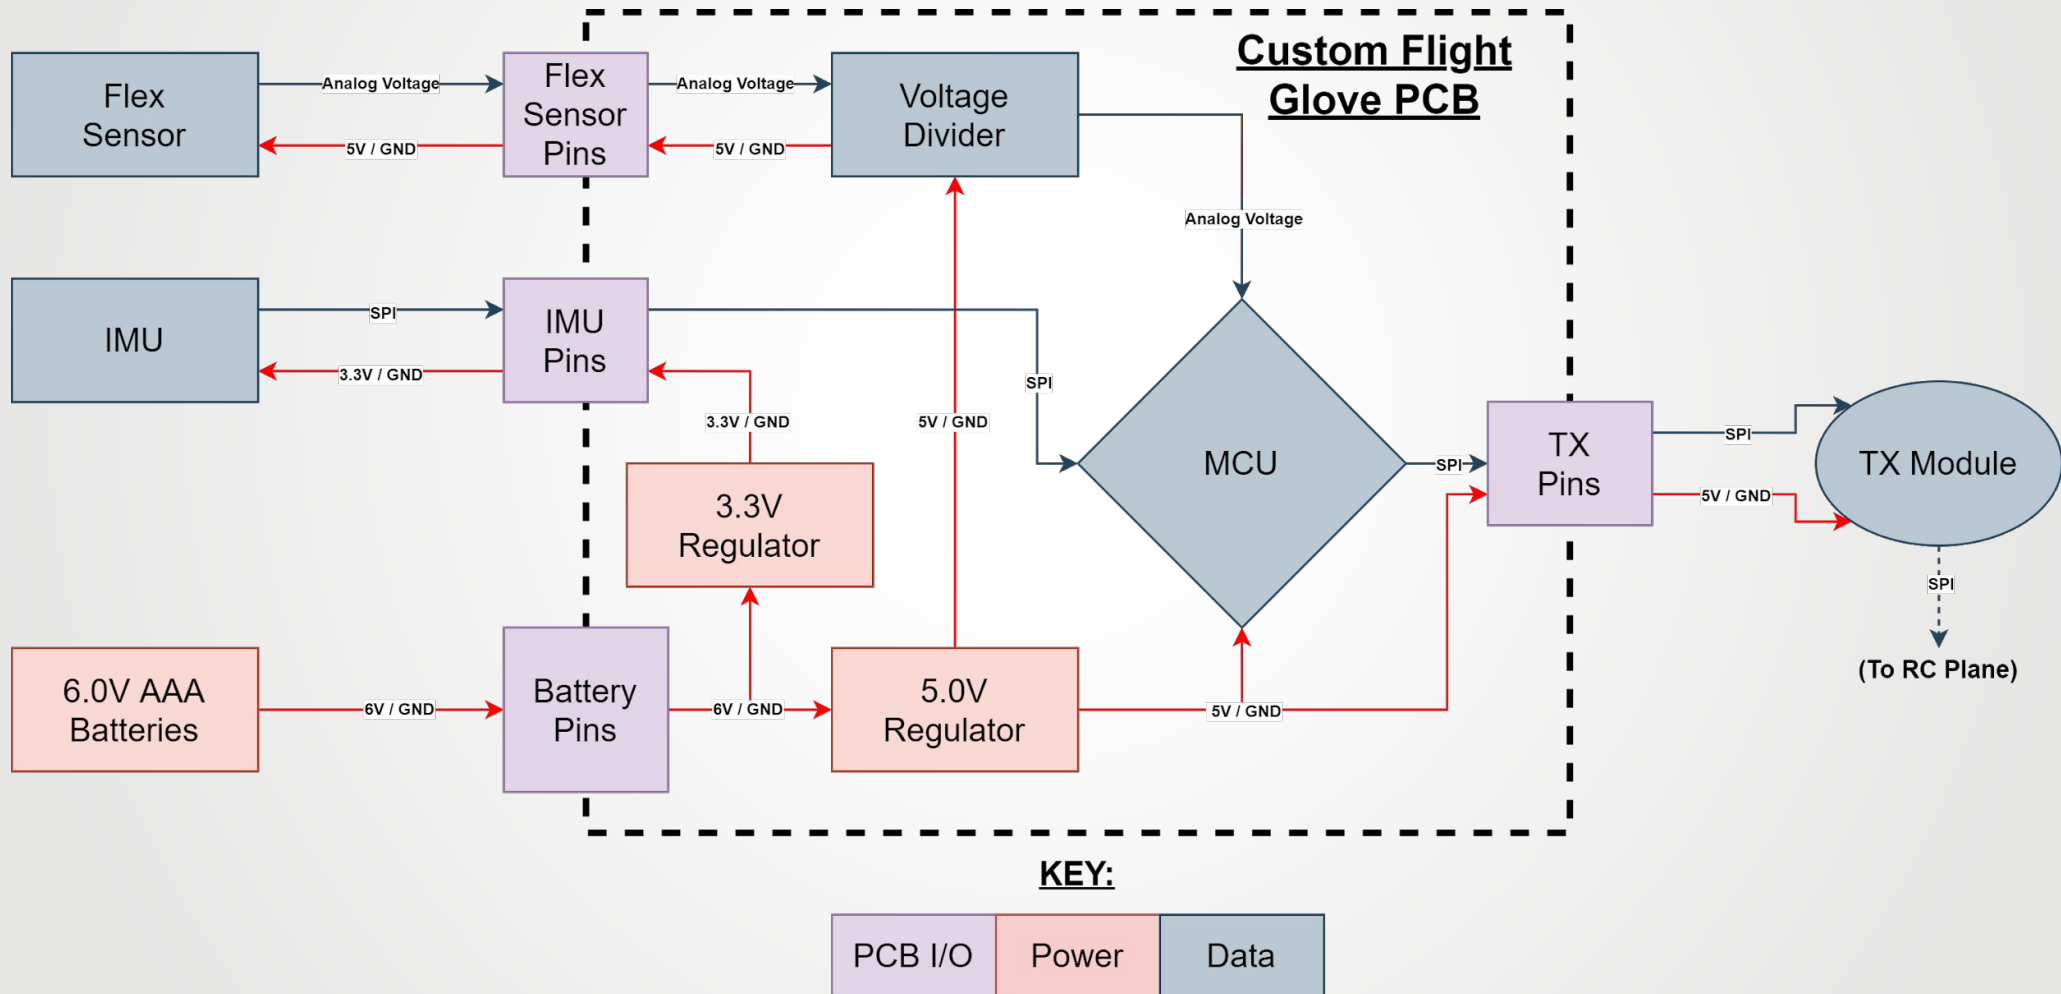 Custom Flight
Glove PCB
Flex
Sensor
Analog Voltage
5V / GND
Flex
Sensor
Pins
Analog Voltage
5V / GND
Voltage
Divider
Analog Voltage
IMU
SPI
3.3V / GND
IMU
Pins
SPI
3.3V / GND
5V / GND
3.3V
Regulator
MCU
SPI
TX
Pins
SPI
5V / GND
TX Module
SPI
(To RC Plane)
6.0V AAA
Batteries
6V / GND
Battery
Pins
6V / GND
5.0V
Regulator
5V / GND
KEY:
PCB I/O
Power
Data